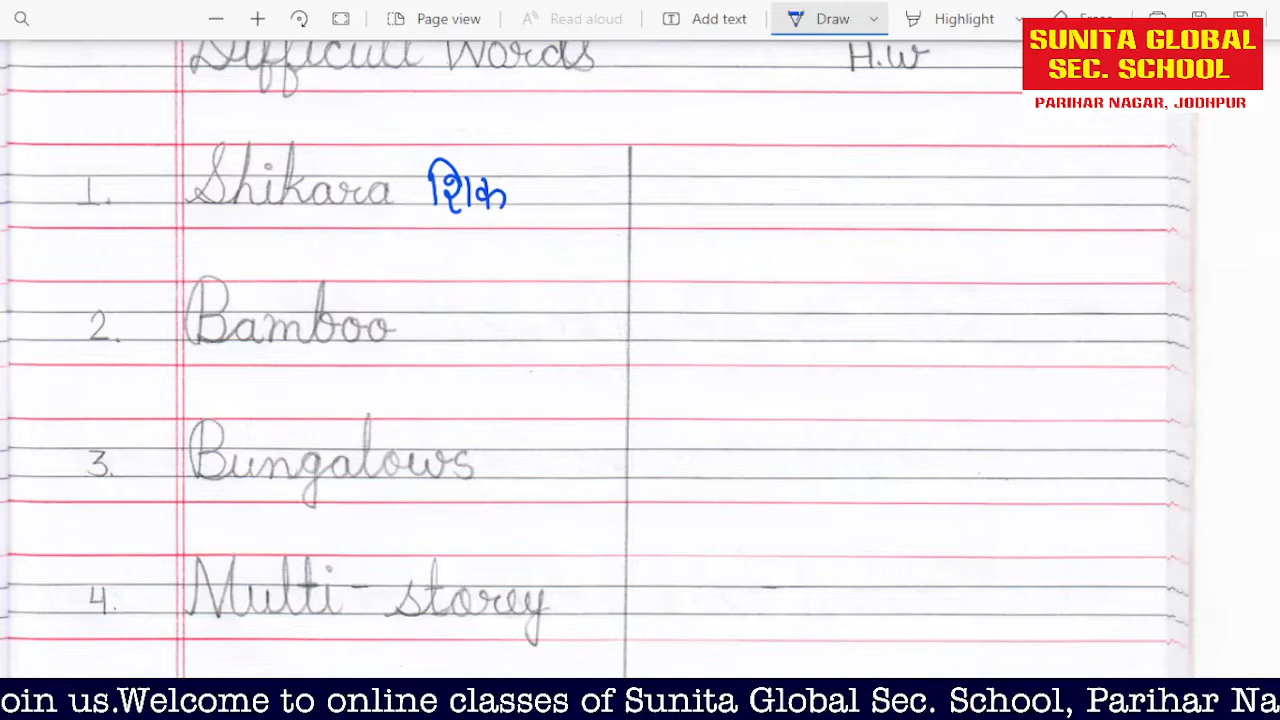 Page view
Read aloud
Add text
Draw
Highlight
SUNITA GLOBAL
SEC. SCHOOL
PARIHAR NAGAR, JODHPUR
Difficult Words H.W
1. Shikara शिक
2. Bamboo
3. Bungalows
4. Multi-storey
oin us.Welcome to online classes of Sunita Global Sec. School, Parihar Na